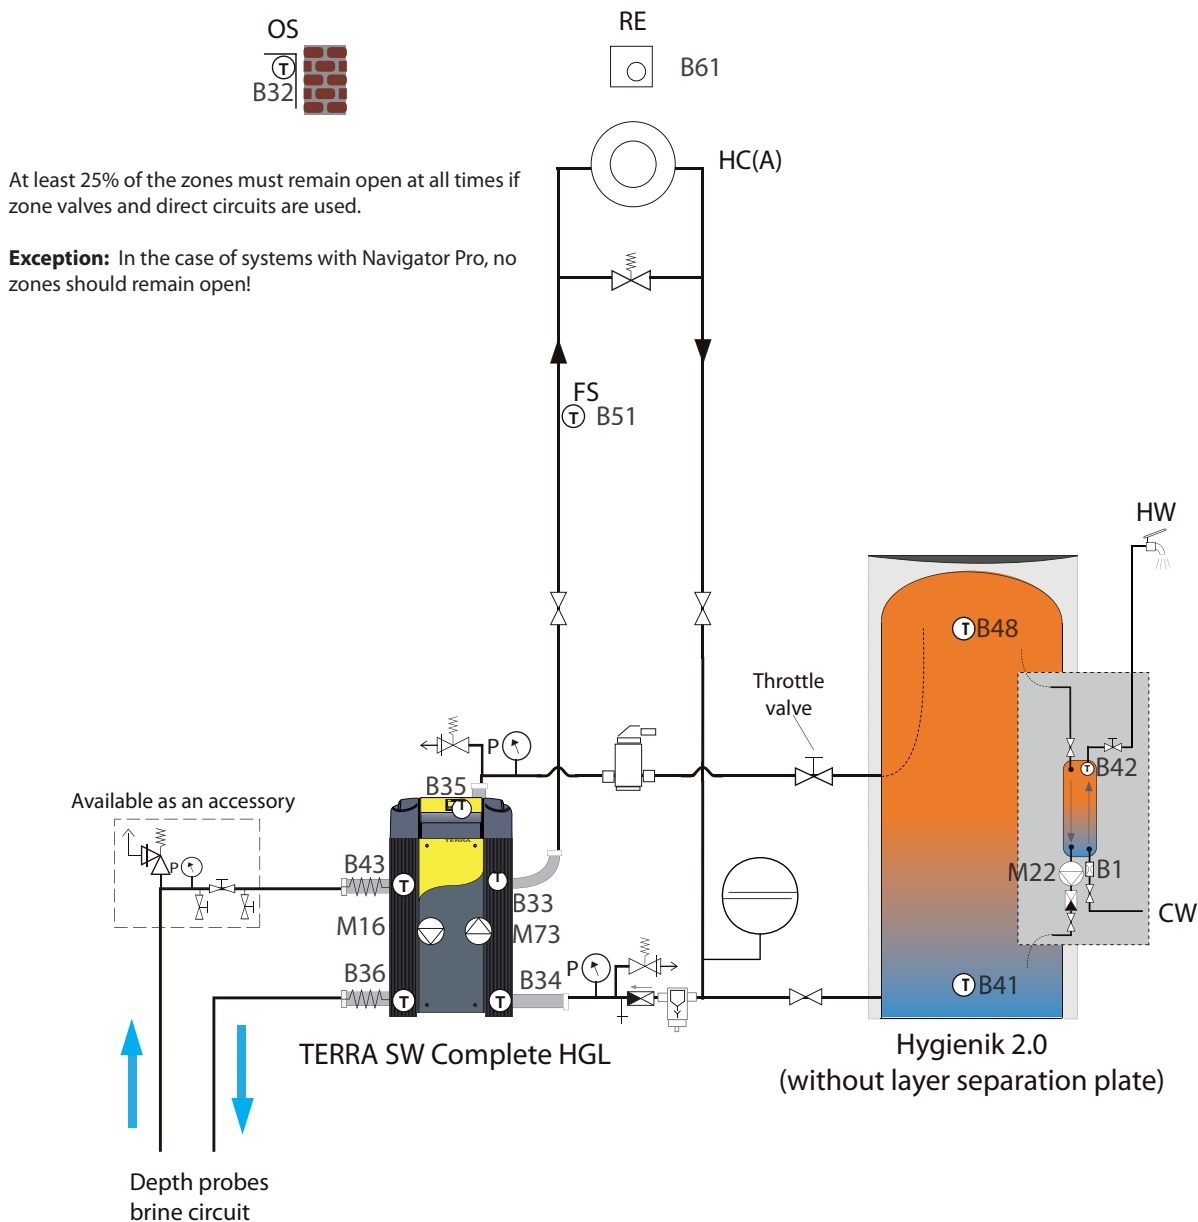 OS
T
B32
RE
B61
HC(A)
At least 25% of the zones must remain open at all times if
zone valves and direct circuits are used.
Exception: In the case of systems with Navigator Pro, no
zones should remain open!
FS
T B51
HW
T B48
Throttle
valve
P
B35
T
B42
T
Available as an accessory
P
TERRA
B43
T
T
B33
M16
M73
M22
B1
CW
B36
T
T
B34
P
T B41
TERRA SW Complete HGL
Hygienik 2.0
(without layer separation plate)
Depth probes
brine circuit